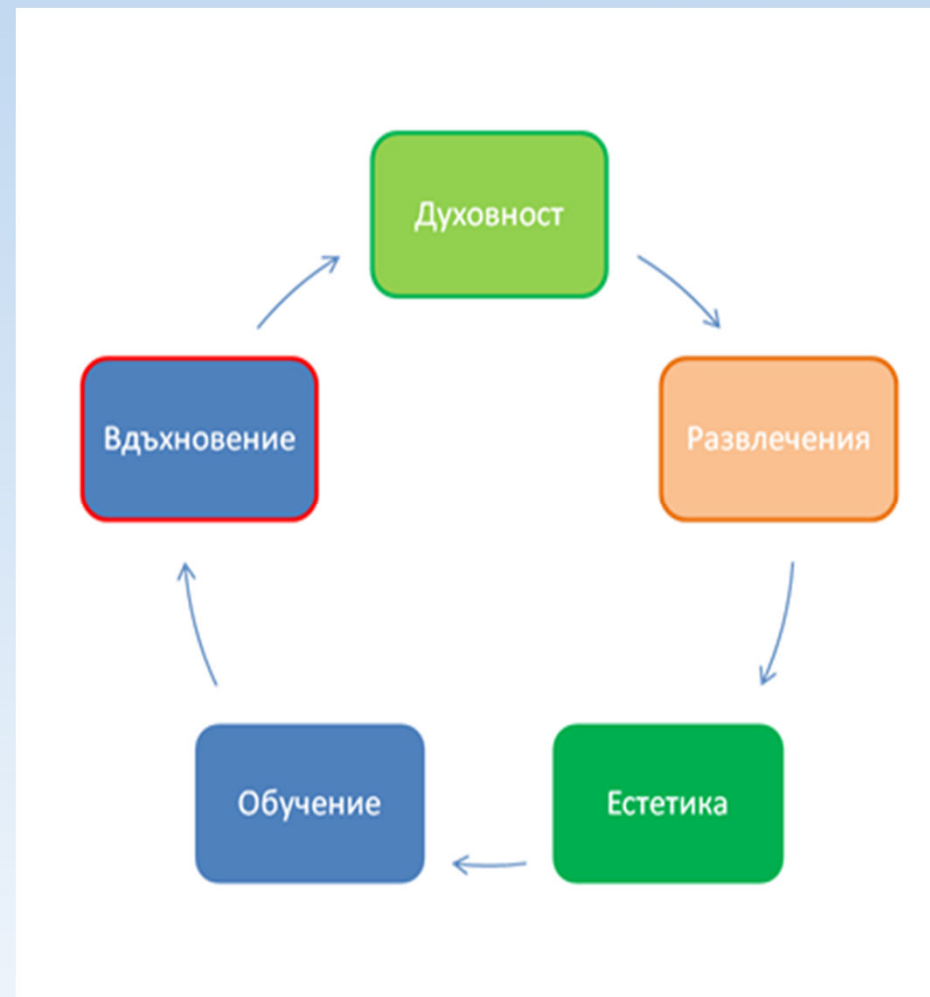 Духовност
Развлечения
Естетика
Обучение
Вдъхновение